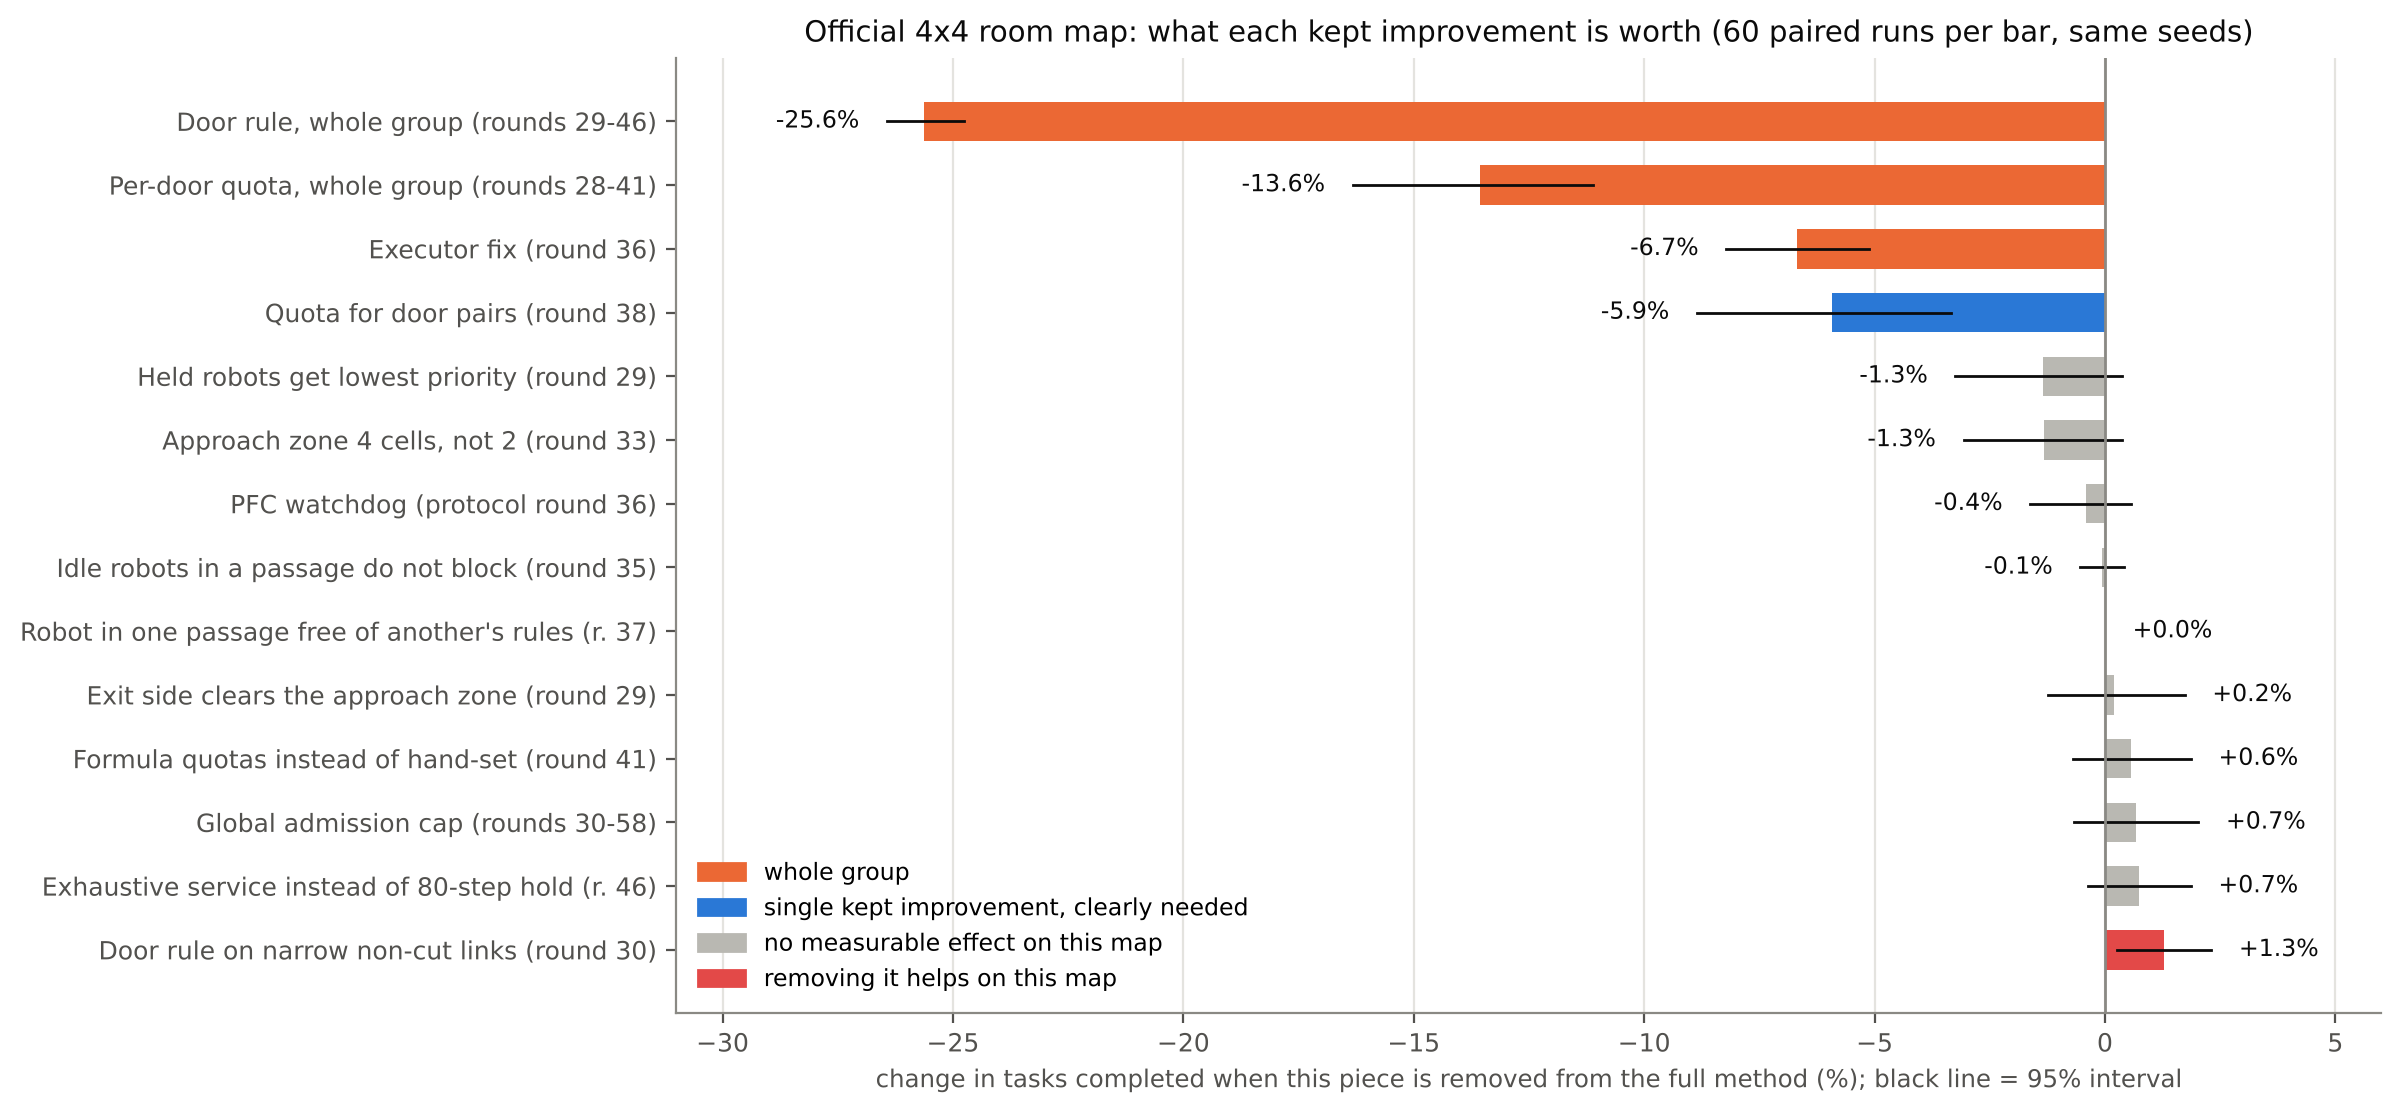 Official 4x4 room map: what each kept improvement is worth (60 paired runs per bar, same seeds)
Door rule, whole group (rounds 29-46)
-25.6%
Per-door quota, whole group (rounds 28-41)
-13.6%
Executor fix (round 36)
-6.7%
Quota for door pairs (round 38)
-5.9%
Held robots get lowest priority (round 29)
-1.3%
Approach zone 4 cells, not 2 (round 33)
-1.3%
PFC watchdog (protocol round 36)
-0.4%
Idle robots in a passage do not block (round 35)
-0.1%
Robot in one passage free of another's rules (r. 37)
+0.0%
Exit side clears the approach zone (round 29)
+0.2%
Formula quotas instead of hand-set (round 41)
+0.6%
Global admission cap (rounds 30-58)
+0.7%
Exhaustive service instead of 80-step hold (r. 46)
+0.7%
Door rule on narrow non-cut links (round 30)
+1.3%
whole group
single kept improvement, clearly needed
no measurable effect on this map
removing it helps on this map
−30 −25 −20 −15 −10 −5 0 5
change in tasks completed when this piece is removed from the full method (%); black line = 95% interval